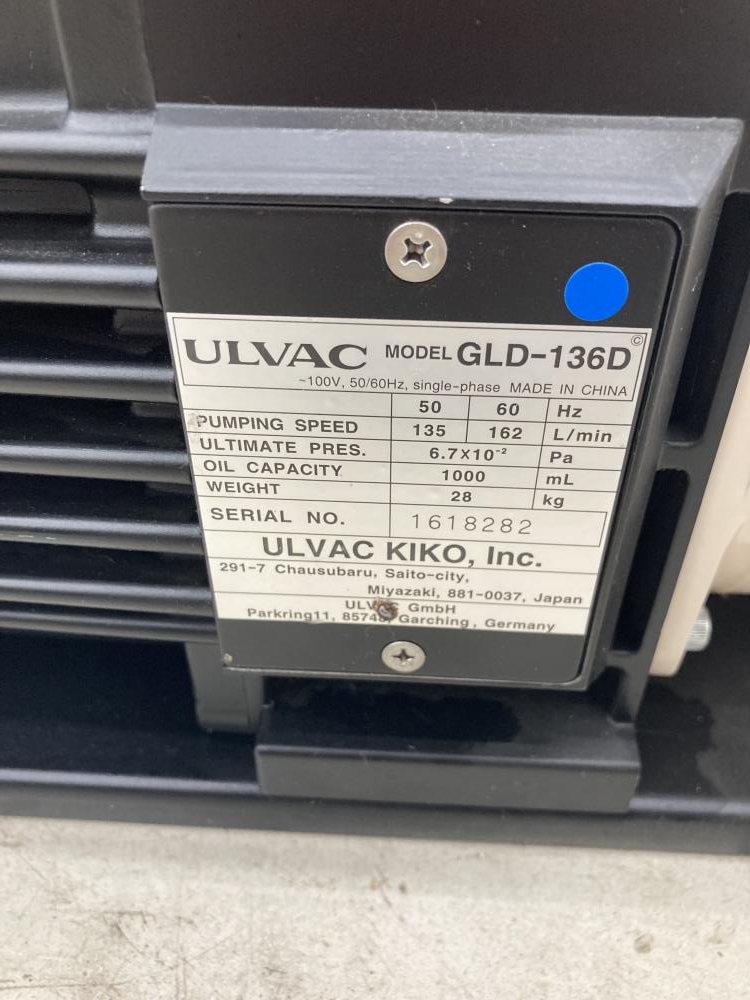 ULVAC MODEL GLD-136D ©
~100V, 50/60Hz, single-phase MADE IN CHINA
50 60 Hz
PUMPING SPEED 135 162 L/min
ULTIMATE PRES. 6.7X10⁻² Pa
OIL CAPACITY 1000 mL
WEIGHT 28 kg
SERIAL NO. 1618282
ULVAC KIKO, Inc.
291-7 Chausubaru, Saito-city,
Miyazaki, 881-0037, Japan
GmbH
Parkring11, Garching, Germany